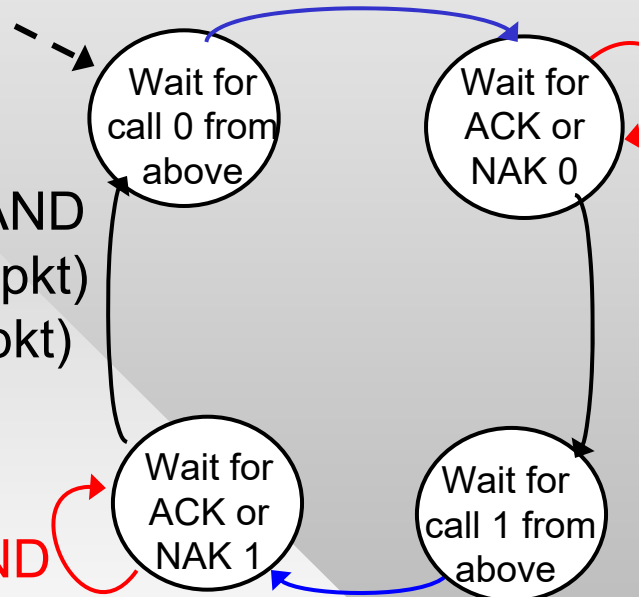 Wait for
call 0 from
above
Wait for
ACK or
NAK 0
AND
pkt)
pkt)
Wait for
ACK or
NAK 1
Wait for
call 1 from
above
ND